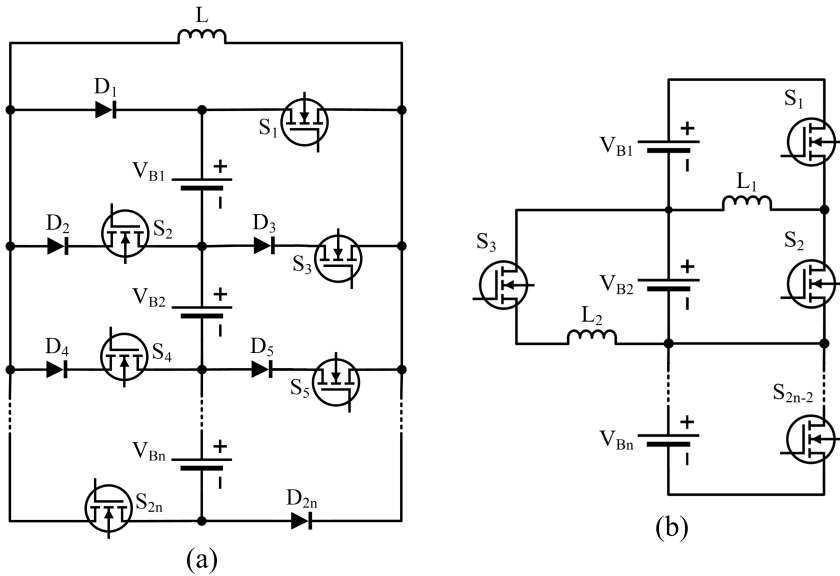 L
D1
S1
VB1
+
−
D2
S2
D3
S3
VB2
+
−
D4
S4
D5
S5
VBn
+
−
S2n
D2n
(a)
S1
VB1
+
−
L1
S3
S2
VB2
+
−
L2
S2n-2
VBn
+
−
(b)